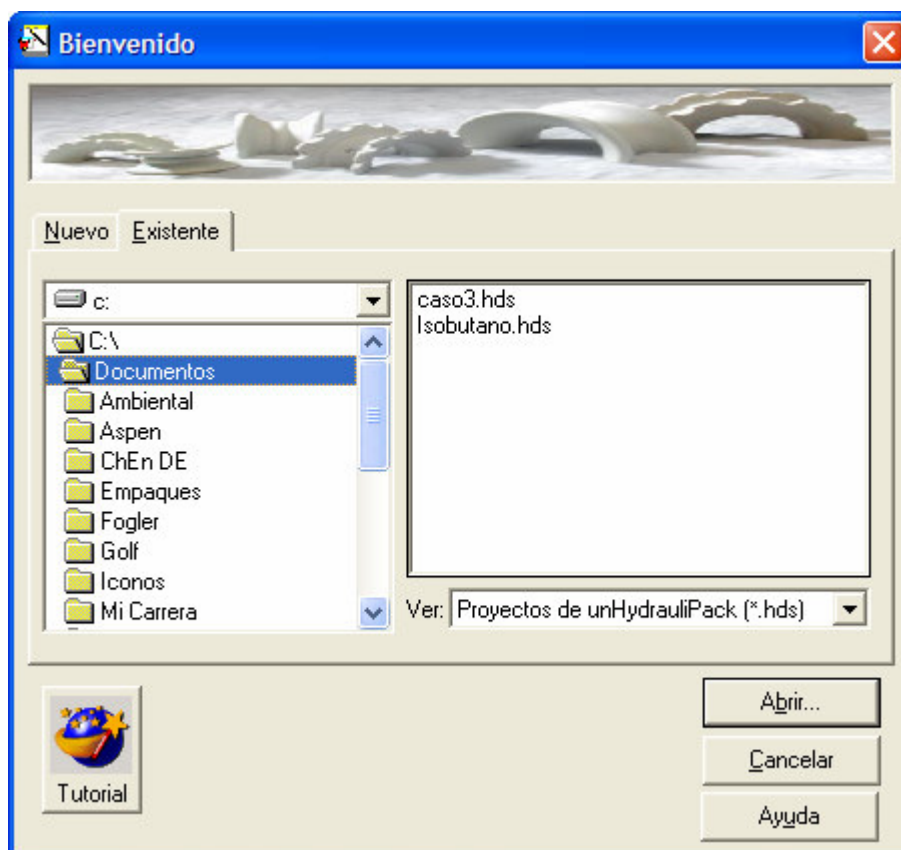 Bienvenido
Nuevo
Existente
c:
C:\
Documentos
Ambiental
Aspen
ChEn DE
Empaques
Fogler
Golf
Iconos
Mi Carrera
caso3.hds
Isobutano.hds
Ver: Proyectos de unHydrauliPack (*.hds)
Tutorial
Abrir...
Cancelar
Ayuda